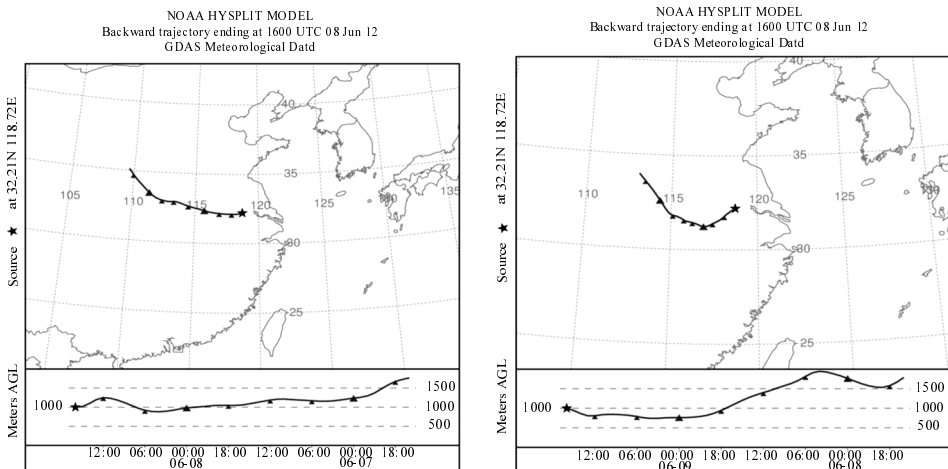 NOAA HYSPLIT MODEL
Backward trajectory ending at 1600 UTC 08 Jun 12
GDAS Meteorological Datd
Source ★ at 32.21N 118.72E
40
35
105
110
115
120
125
135
30
25
Meters AGL
1000
1500
1000
500
12:00 06:00 00:00 18:00 12:00 06:00 00:00 18:00
06-08 06-07
NOAA HYSPLIT MODEL
Backward trajectory ending at 1600 UTC 08 Jun 12
GDAS Meteorological Datd
Source ★ at 32.21N 118.72E
40
35
110
115
120
125
30
25
Meters AGL
1000
1500
1000
500
12:00 06:00 00:00 18:00 12:00 06:00 00:00 18:00
06-09 06-08